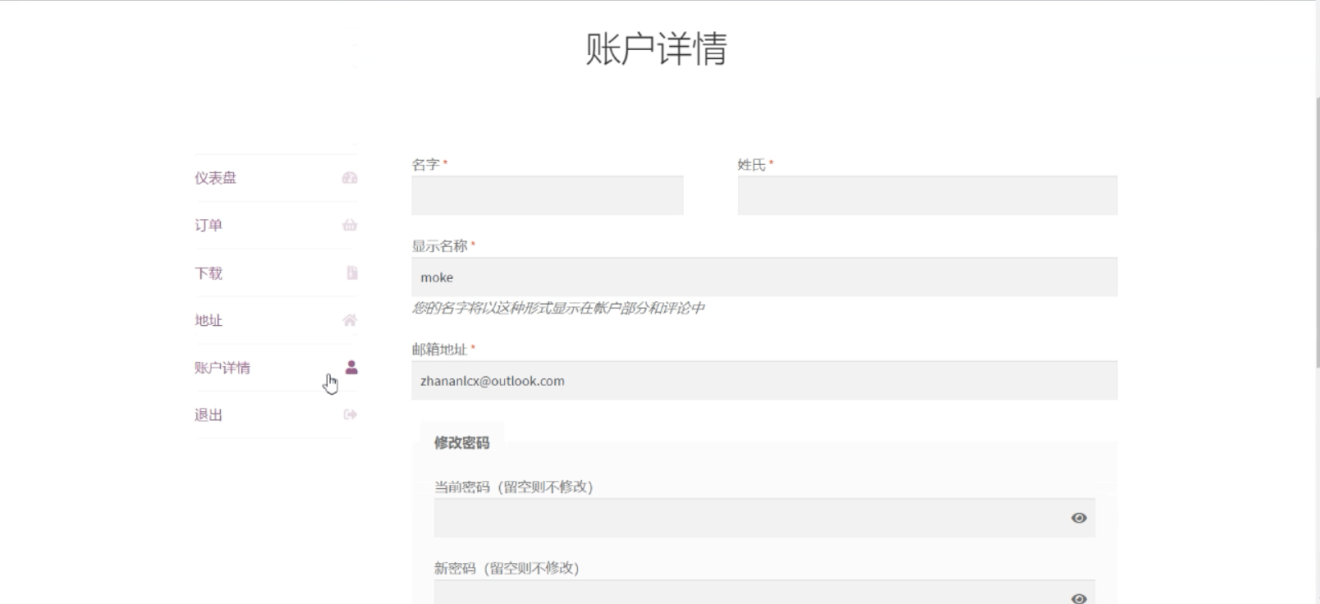 账户详情
仪表盘
订单
下载
地址
账户详情
退出
名字 *
姓氏 *
显示名称 *
moke
您的名字将以这种形式显示在帐户部分和评论中
邮箱地址 *
zhananlcx@outlook.com
修改密码
当前密码（留空则不修改）
新密码（留空则不修改）